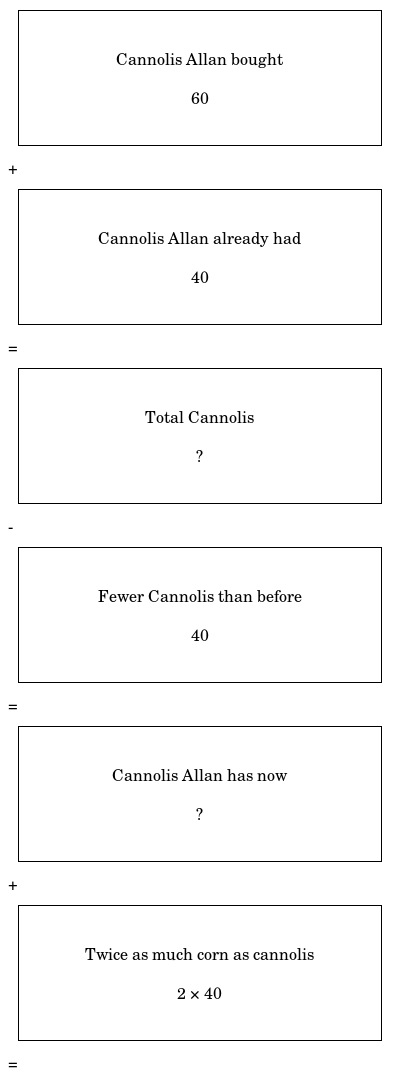 Cannolis Allan bought
60
+
Cannolis Allan already had
40
=
Total Cannolis
?
-
Fewer Cannolis than before
40
=
Cannolis Allan has now
?
+
Twice as much corn as cannolis
2 × 40
=